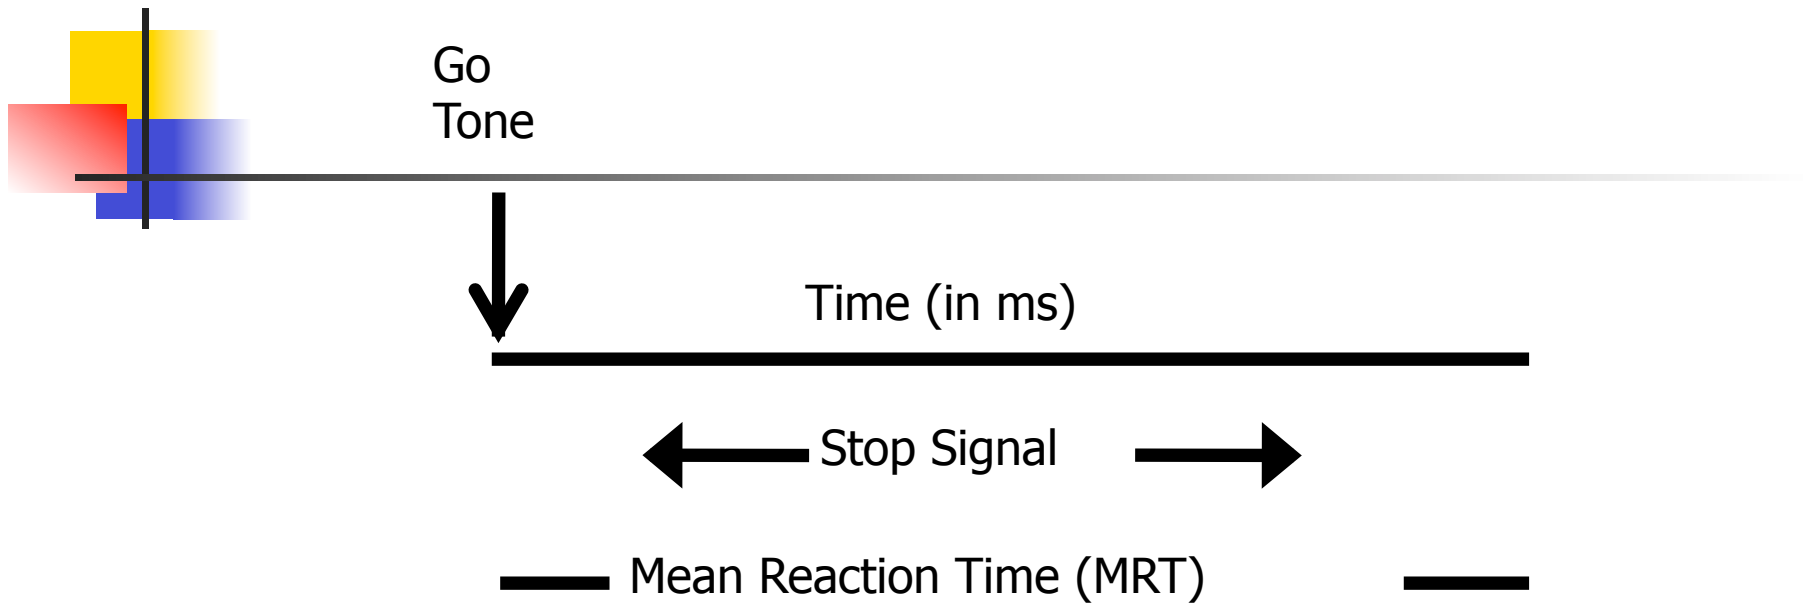 Go
Tone
Time (in ms)
Stop Signal
Mean Reaction Time (MRT)